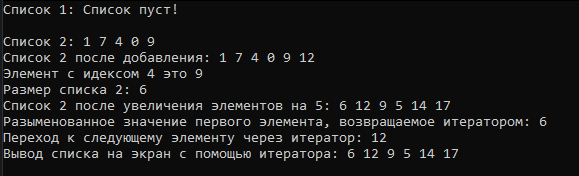 Список 1: Список пуст!
Список 2: 1 7 4 0 9
Список 2 после добавления: 1 7 4 0 9 12
Элемент с идексом 4 это 9
Размер списка 2: 6
Список 2 после увеличения элементов на 5: 6 12 9 5 14 17
Разыменованное значение первого элемента, возвращаемое итератором: 6
Переход к следующему элементу через итератор: 12
Вывод списка на экран с помощью итератора: 6 12 9 5 14 17